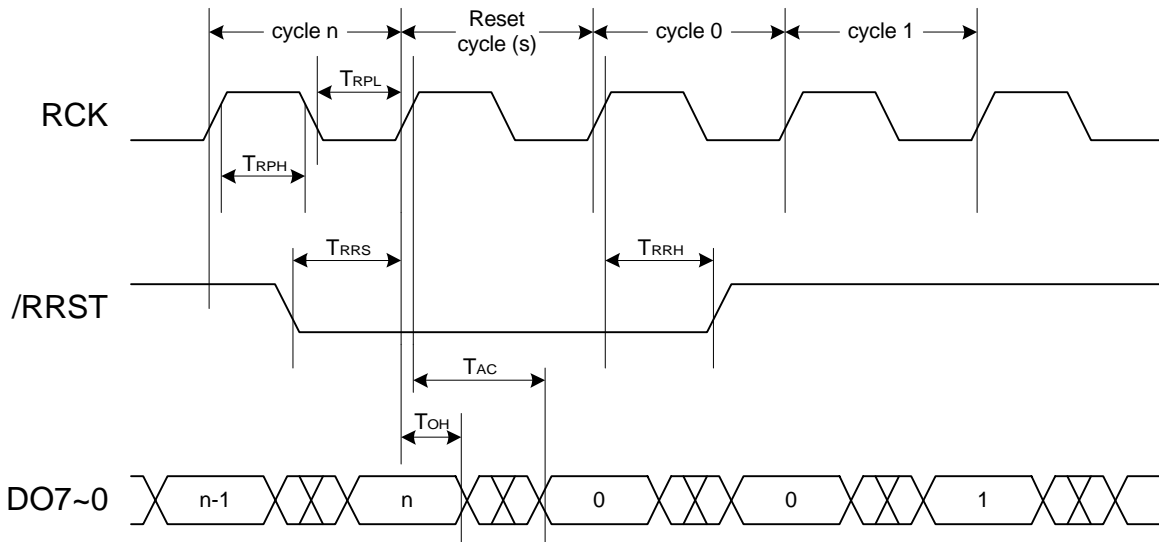 cycle n
Reset
cycle (s)
cycle 0
cycle 1
TRPL
RCK
TRPH
TRRS
TRRH
/RRST
TAC
TOH
DO7~0
n-1
n
0
0
1